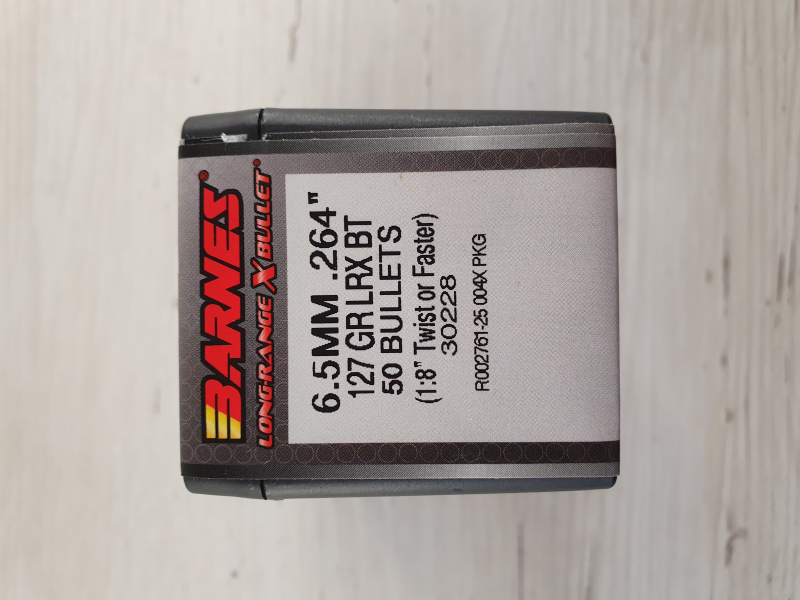 BARNES®
LONG-RANGE X BULLET®
6.5MM .264"
127 GR LRX BT
50 BULLETS
(1:8" Twist or Faster)
30228
R002761-25 004X PKG